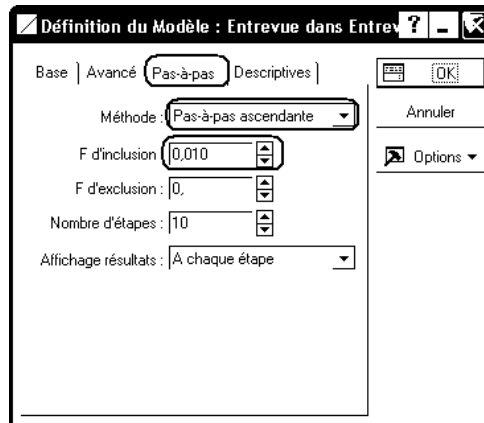 Définition du Modèle : Entrevue dans Entrev
Base Avancé Pas-à-pas Descriptives
OK
Méthode : Pas-à-pas ascendante
Annuler
F d'inclusion 0,010
Options
F d'exclusion : 0,
Nombre d'étapes : 10
Affichage résultats : A chaque étape